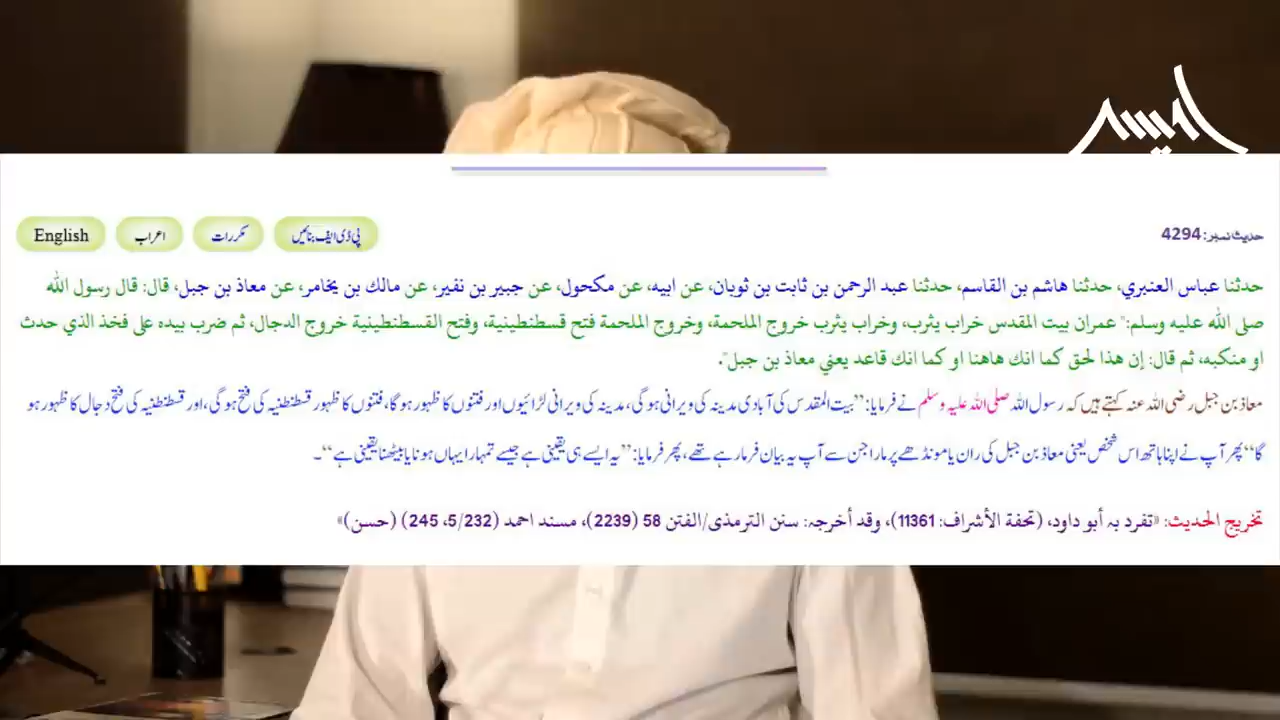 المیسر
English اعراب مکررات پی ڈی ایف بنائیں
حدیث نمبر: 4294
حدثنا عباس العنبري، حدثنا هاشم بن القاسم، حدثنا عبد الرحمن بن ثابت بن ثوبان، عن ابيه، عن مكحول، عن جبير بن نفير، عن مالك بن يخامر، عن معاذ بن جبل، قال: قال رسول الله
صلى الله عليه وسلم:" عمران بيت المقدس خراب يثرب، وخراب يثرب خروج الملحمة، وخروج الملحمة فتح قسطنطينية، وفتح القسطنطينية خروج الدجال، ثم ضرب بيده على فخذ الذي حدث
او منكبه، ثم قال: إن هذا لحق كما انك هاهنا او كما انك قاعد يعني معاذ بن جبل".
معاذ بن جبل رضی اللہ عنہ کہتے ہیں کہ رسول اللہ صلی اللہ علیہ وسلم نے فرمایا: ”بیت المقدس کی آبادی مدینہ کی ویرانی ہو گی، مدینہ کی ویرانی لڑائیوں اور فتنوں کا ظہور ہو گا، فتنوں کا ظہور قسطنطنیہ کی فتح ہو گی، اور قسطنطنیہ کی فتح دجال کا ظہور ہو
گا“ پھر آپ نے اپنا ہاتھ اس شخص یعنی معاذ بن جبل کی ران یا مونڈھے پر مارا جن سے آپ یہ بیان فرما رہے تھے، پھر فرمایا: ”یہ ایسے ہی یقینی ہے جیسے تمہارا یہاں ہونا یا بیٹھنا یقینی ہے“۔
تخریج الحدیث: «تفرد بہ أبو داود، (تحفة الأشراف: 11361)، وقد أخرجہ: سنن الترمذی/الفتن 58 (2239)، مسند احمد (5/232، 245) (حسن)»